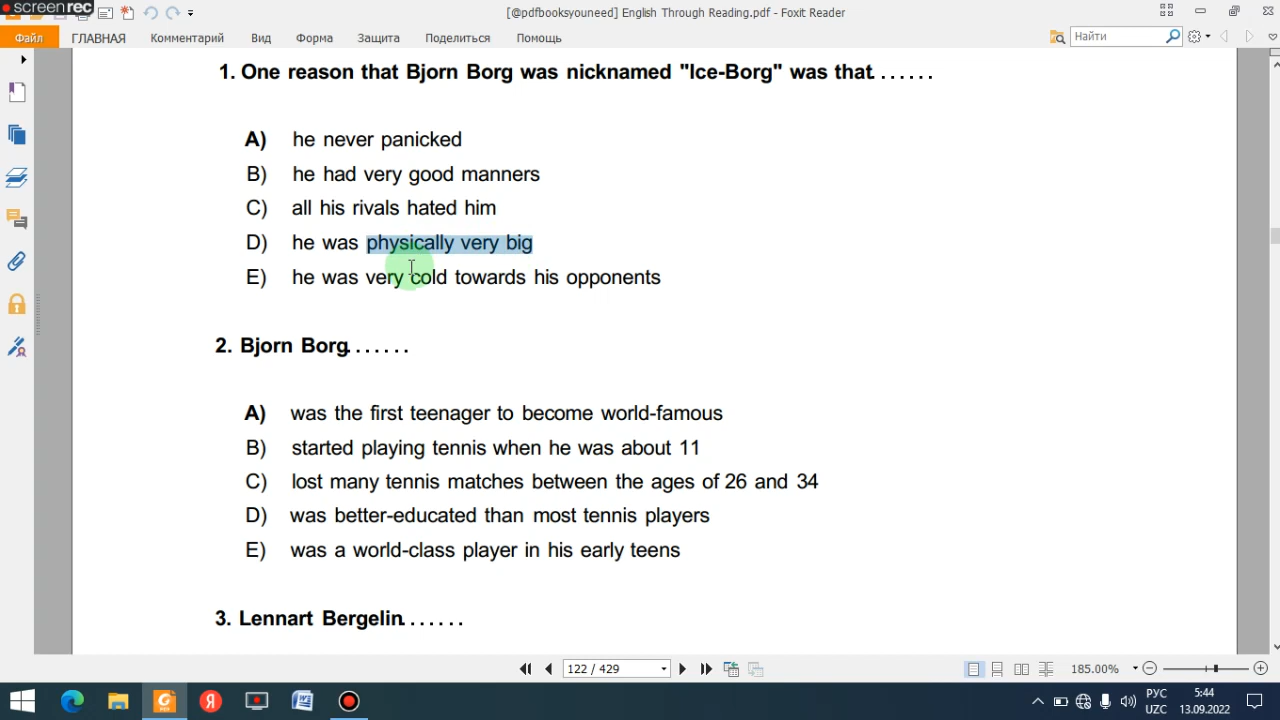 screenrec
[@pdfbooksyouneed] English Through Reading.pdf - Foxit Reader
Файл ГЛАВНАЯ Комментарий Вид Форма Защита Поделиться Помощь Найти
1. One reason that Bjorn Borg was nicknamed "Ice-Borg" was that.......
A) he never panicked
B) he had very good manners
C) all his rivals hated him
D) he was physically very big
E) he was very cold towards his opponents
2. Bjorn Borg.......
A) was the first teenager to become world-famous
B) started playing tennis when he was about 11
C) lost many tennis matches between the ages of 26 and 34
D) was better-educated than most tennis players
E) was a world-class player in his early teens
3. Lennart Bergelin.......
122 / 429 185.00%
РУС 5:44
UZC 13.09.2022